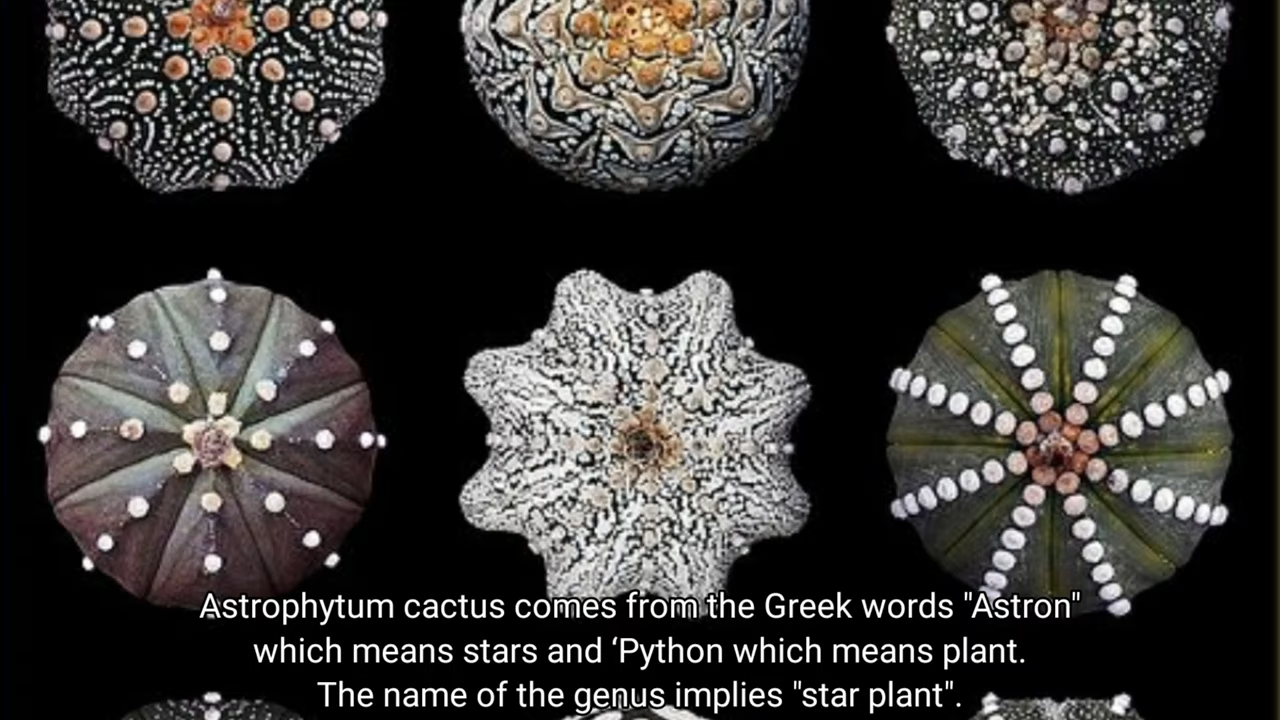 Astrophytum cactus comes from the Greek words "Astron"
which means stars and ‘Python which means plant.
The name of the genus implies "star plant".